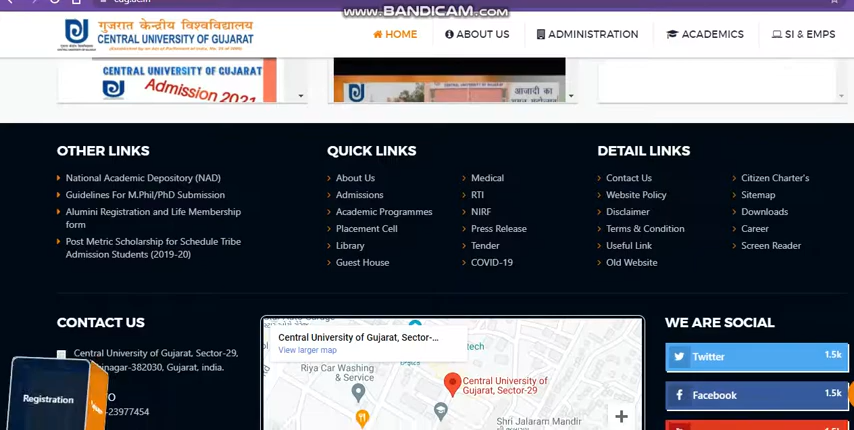 www.BANDICAM.com
गुजरात केन्द्रीय विश्वविद्यालय
CENTRAL UNIVERSITY OF GUJARAT
HOME
ABOUT US
ADMINISTRATION
ACADEMICS
SI & EMPS
CENTRAL UNIVERSITY OF GUJARAT
Admission 2021
आजादी का
OTHER LINKS
National Academic Depository (NAD)
Guidelines For M.Phil/PhD Submission
Alumini Registration and Life Membership
form
Post Metric Scholarship for Schedule Tribe
Admission Students (2019-20)
QUICK LINKS
About Us
Admissions
Academic Programmes
Placement Cell
Library
Guest House
Medical
RTI
NIRF
Press Release
Tender
COVID-19
DETAIL LINKS
Contact Us
Website Policy
Disclaimer
Terms & Condition
Useful Link
Old Website
Citizen Charter's
Sitemap
Downloads
Career
Screen Reader
CONTACT US
Central University of Gujarat, Sector-29,
382030, Gujarat, india.
-23977454
Registration
Central University of Gujarat, Sector-...
View larger map
Riya Car Washing
& Service
Central University of
Gujarat, Sector-29
Shri Jalaram Mandir
WE ARE SOCIAL
Twitter 1.5k
Facebook 1.5k